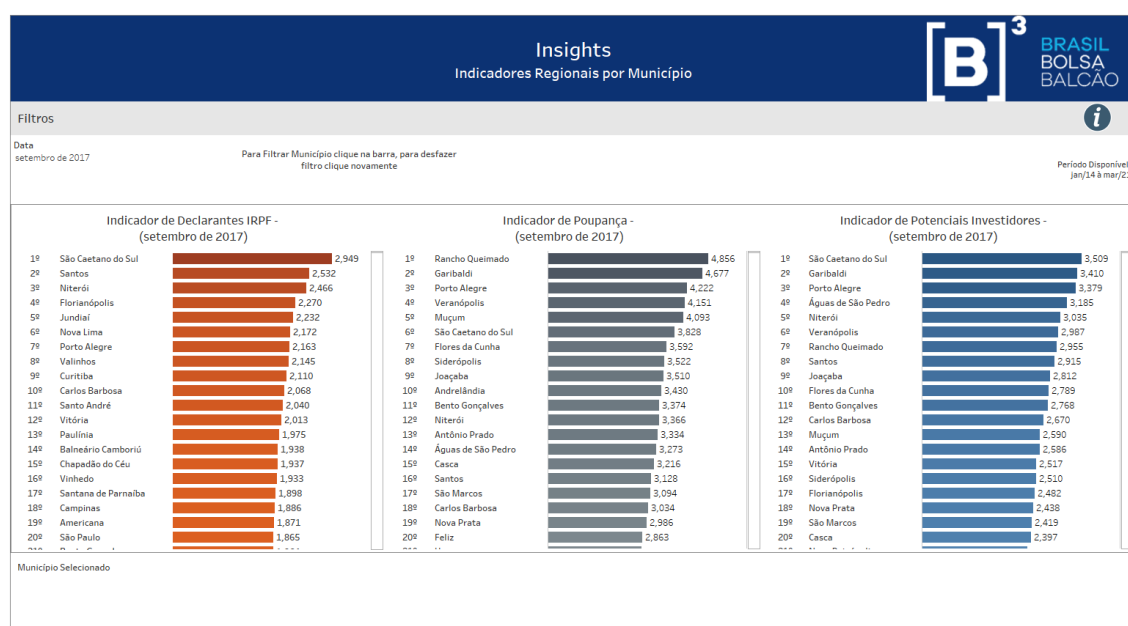 Insights
Indicadores Regionais por Município
[B]³
BRASIL
BOLSA
BALCÃO
Filtros
i
Data
setembro de 2017
Para Filtrar Município clique na barra, para desfazer
filtro clique novamente
Período Disponível
jan/14 à mar/21
Indicador de Declarantes IRPF -
(setembro de 2017)
1º São Caetano do Sul 2,949
2º Santos 2,532
3º Niterói 2,466
4º Florianópolis 2,270
5º Jundiaí 2,232
6º Nova Lima 2,172
7º Porto Alegre 2,163
8º Valinhos 2,145
9º Curitiba 2,110
10º Carlos Barbosa 2,068
11º Santo André 2,040
12º Vitória 2,013
13º Paulínia 1,975
14º Balneário Camboriú 1,938
15º Chapadão do Céu 1,937
16º Vinhedo 1,933
17º Santana de Parnaíba 1,898
18º Campinas 1,886
19º Americana 1,871
20º São Paulo 1,865
Indicador de Poupança -
(setembro de 2017)
1º Rancho Queimado 4,856
2º Garibaldi 4,677
3º Porto Alegre 4,222
4º Veranópolis 4,151
5º Muçum 4,093
6º São Caetano do Sul 3,828
7º Flores da Cunha 3,592
8º Siderópolis 3,522
9º Joaçaba 3,510
10º Andrelândia 3,430
11º Bento Gonçalves 3,374
12º Niterói 3,366
13º Antônio Prado 3,334
14º Águas de São Pedro 3,273
15º Casca 3,216
16º Santos 3,128
17º São Marcos 3,094
18º Carlos Barbosa 3,034
19º Nova Prata 2,986
20º Feliz 2,863
Indicador de Potenciais Investidores -
(setembro de 2017)
1º São Caetano do Sul 3,509
2º Garibaldi 3,410
3º Porto Alegre 3,379
4º Águas de São Pedro 3,185
5º Niterói 3,035
6º Veranópolis 2,987
7º Rancho Queimado 2,955
8º Santos 2,915
9º Joaçaba 2,812
10º Flores da Cunha 2,789
11º Bento Gonçalves 2,768
12º Carlos Barbosa 2,670
13º Muçum 2,590
14º Antônio Prado 2,586
15º Vitória 2,517
16º Siderópolis 2,510
17º Florianópolis 2,482
18º Nova Prata 2,438
19º São Marcos 2,419
20º Casca 2,397
Município Selecionado